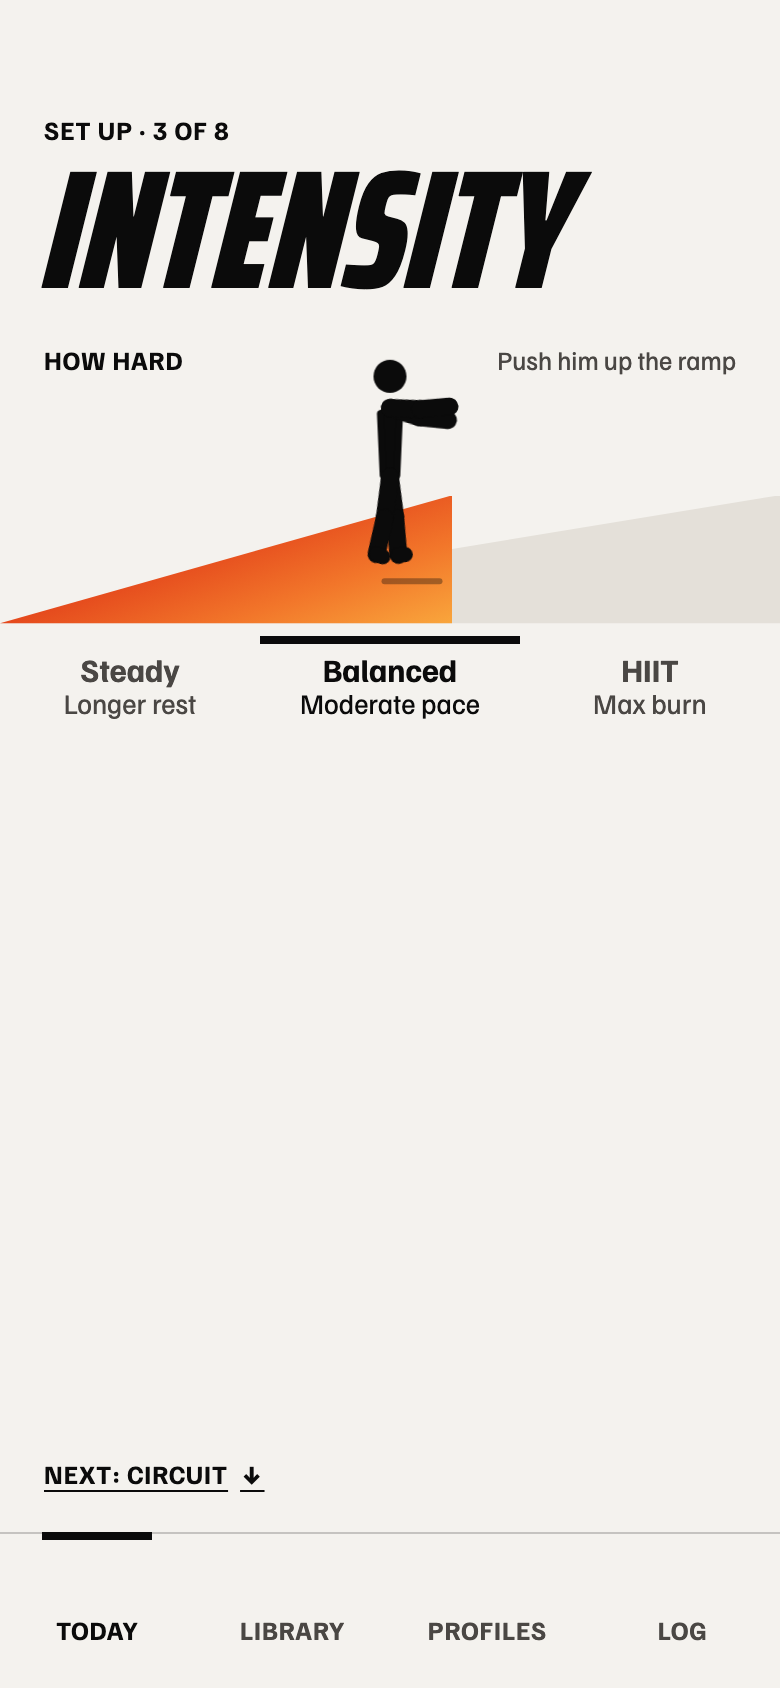 SET UP · 3 OF 8
INTENSITY
HOW HARD
Push him up the ramp
Steady
Longer rest
Balanced
Moderate pace
HIIT
Max burn
NEXT: CIRCUIT ↓
TODAY
LIBRARY
PROFILES
LOG